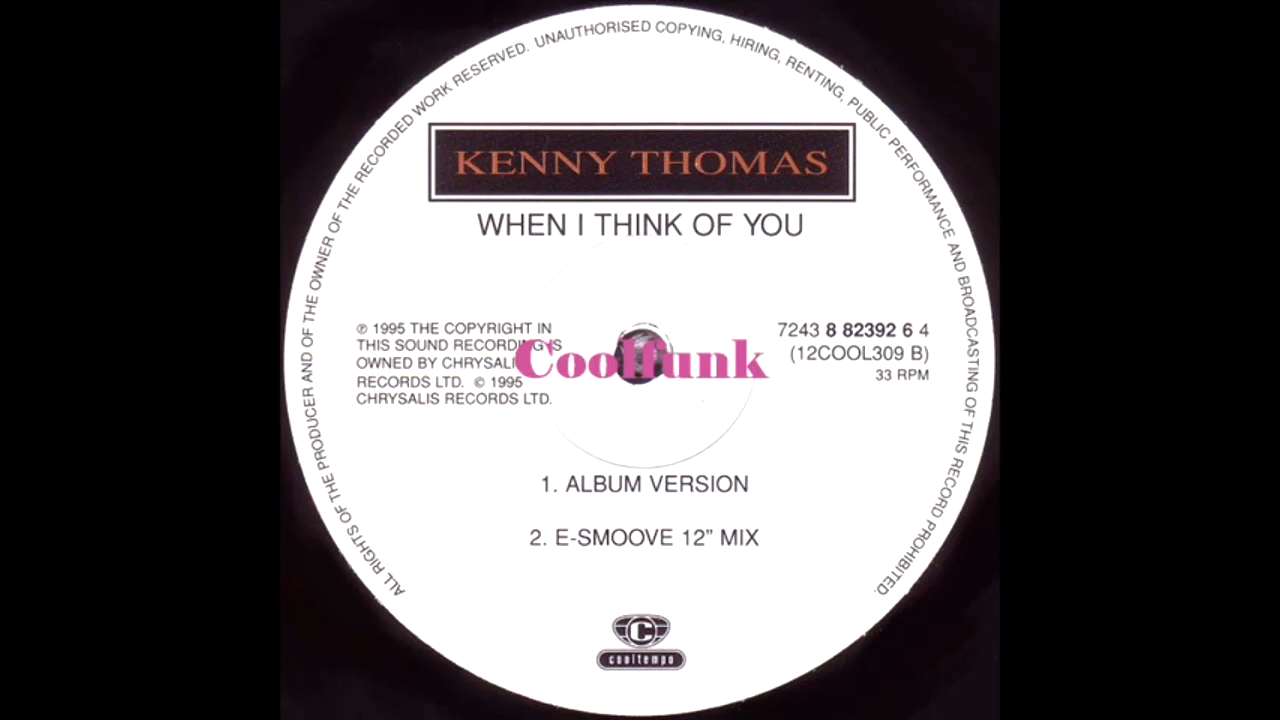 ALL RIGHTS OF THE PRODUCER AND OF THE OWNER OF THE RECORDED WORK RESERVED. UNAUTHORISED COPYING, HIRING, RENTING, PUBLIC PERFORMANCE AND BROADCASTING OF THIS RECORD PROHIBITED.
KENNY THOMAS
WHEN I THINK OF YOU
℗ 1995 THE COPYRIGHT IN
THIS SOUND RECORDING IS
OWNED BY CHRYSALIS
RECORDS LTD. © 1995
CHRYSALIS RECORDS LTD.
7243 8 82392 6 4
(12COOL309 B)
33 RPM
Coolfunk
1. ALBUM VERSION
2. E-SMOOVE 12” MIX
C
cooltempo